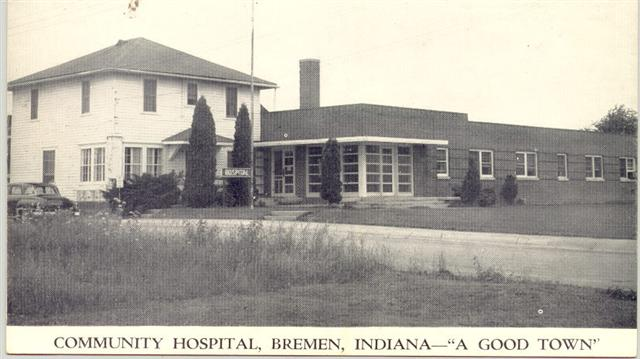 HOSPITAL
COMMUNITY HOSPITAL, BREMEN, INDIANA—"A GOOD TOWN"